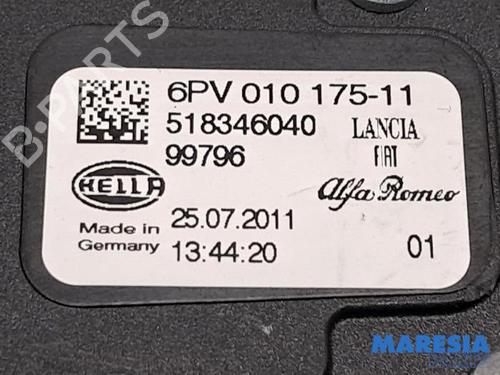 6PV 010 175-11
518346040 LANCIA
99796 FIAT
HELLA Alfa Romeo
Made in Germany 25.07.2011
13:44:20 01
B-PARTS
MARESIA